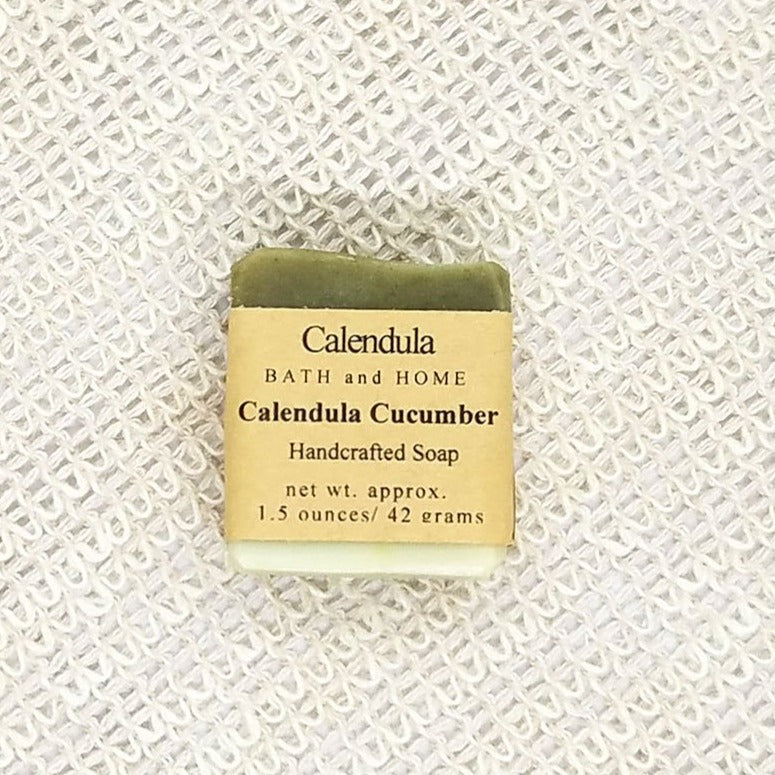 Calendula
BATH and HOME
Calendula Cucumber
Handcrafted Soap
net wt. approx.
1.5 ounces/ 42 grams